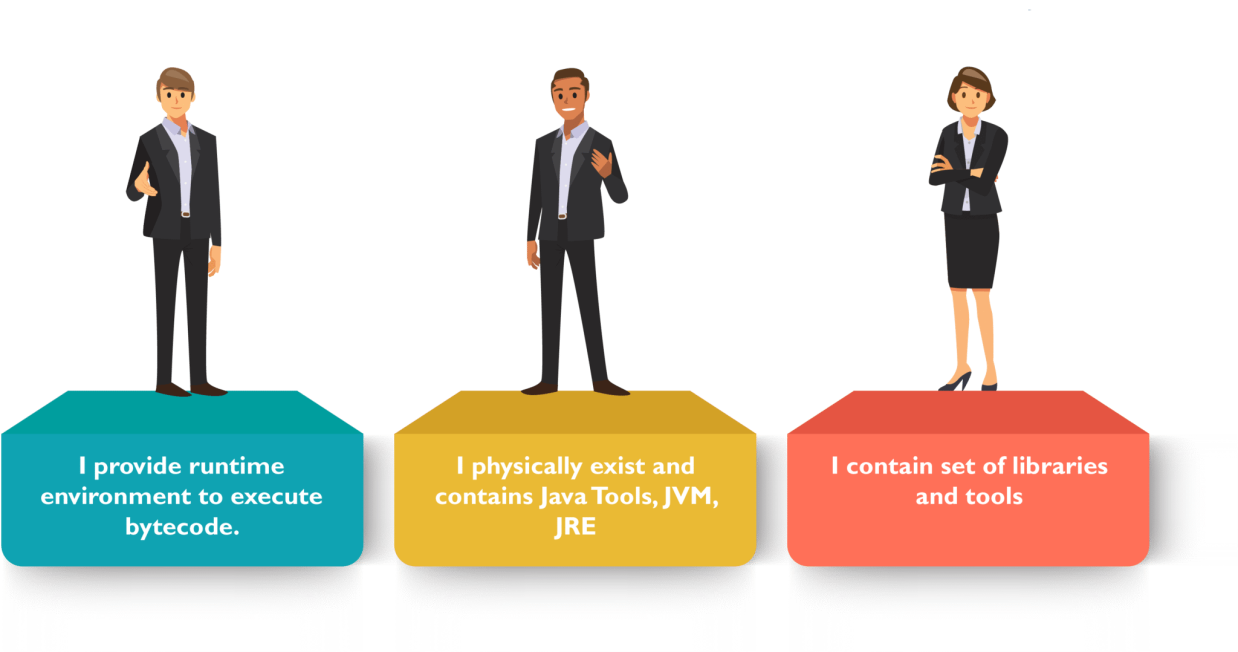 I provide runtime
environment to execute
bytecode.
I physically exist and
contains Java Tools, JVM,
JRE
I contain set of libraries
and tools